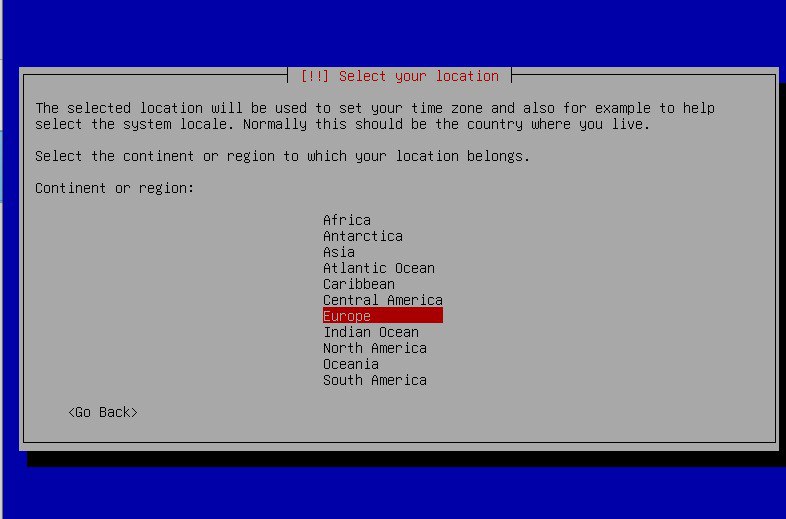 [!!] Select your location
The selected location will be used to set your time zone and also for example to help
select the system locale. Normally this should be the country where you live.
Select the continent or region to which your location belongs.
Continent or region:
Africa
Antarctica
Asia
Atlantic Ocean
Caribbean
Central America
Europe
Indian Ocean
North America
Oceania
South America
<Go Back>